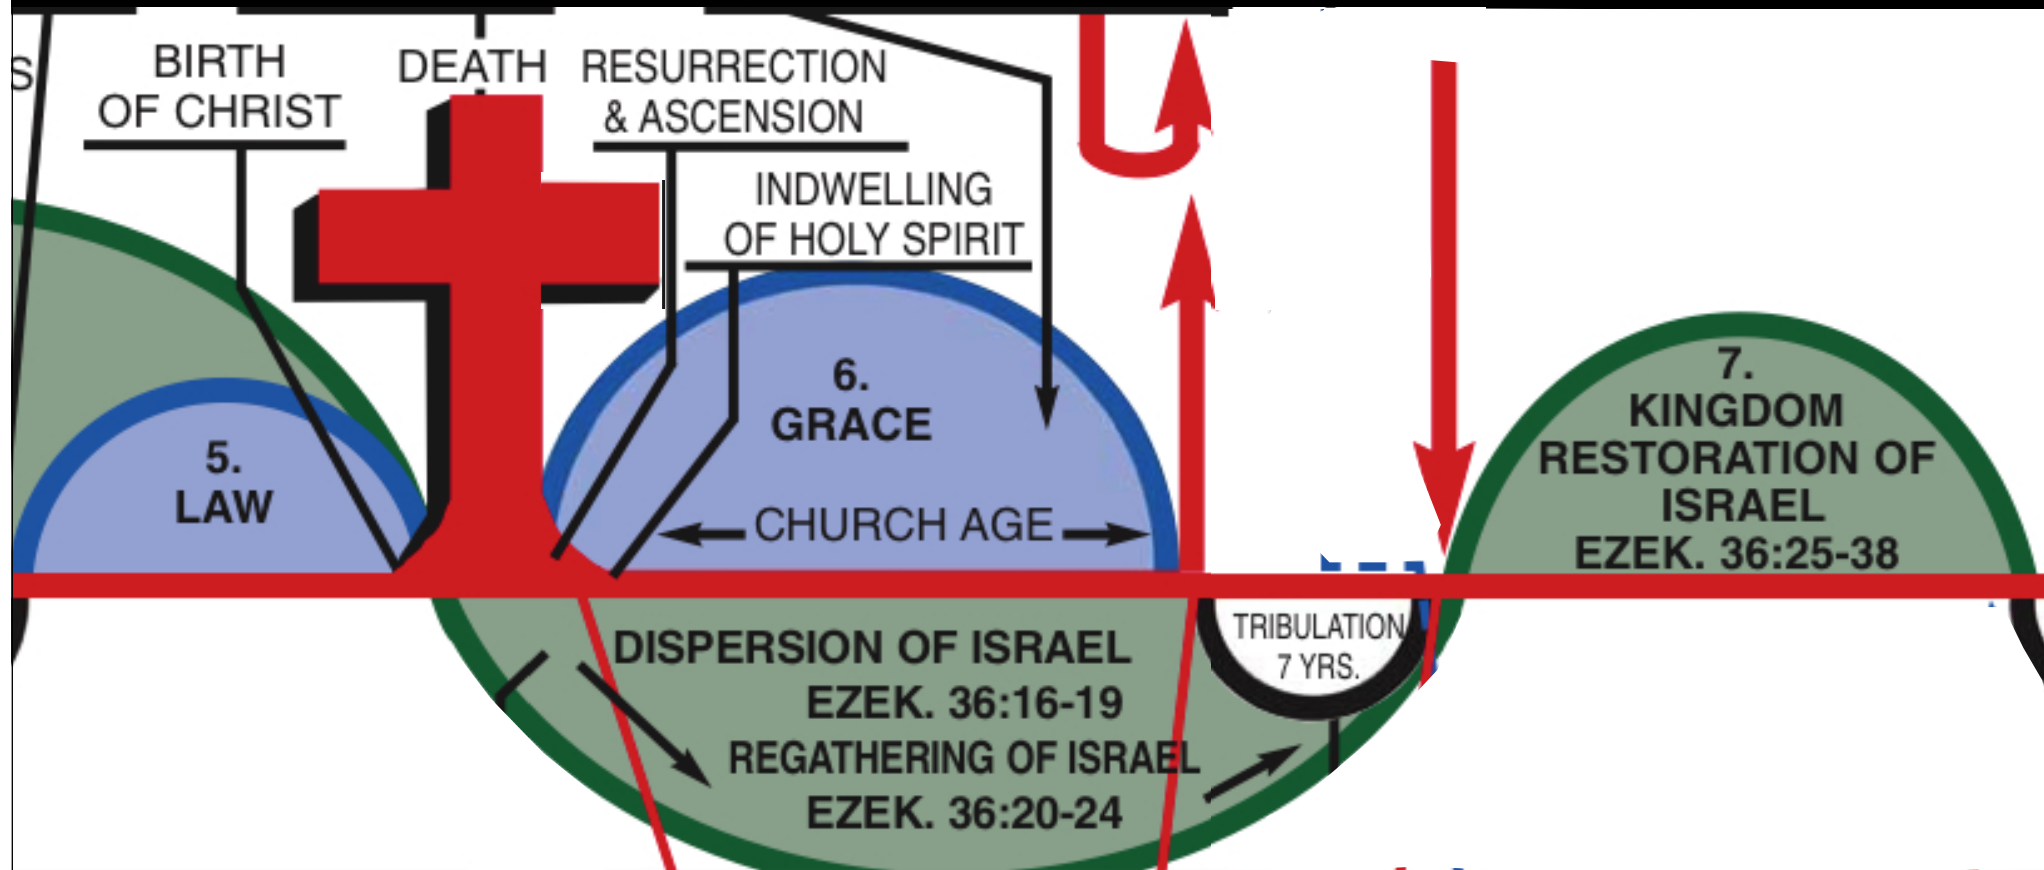 S
BIRTH
OF CHRIST
DEATH
RESURRECTION
& ASCENSION
INDWELLING
OF HOLY SPIRIT
5.
LAW
6.
GRACE
CHURCH AGE
7.
KINGDOM
RESTORATION OF
ISRAEL
EZEK. 36:25-38
DISPERSION OF ISRAEL
EZEK. 36:16-19
REGATHERING OF ISRAEL
EZEK. 36:20-24
TRIBULATION
7 YRS.